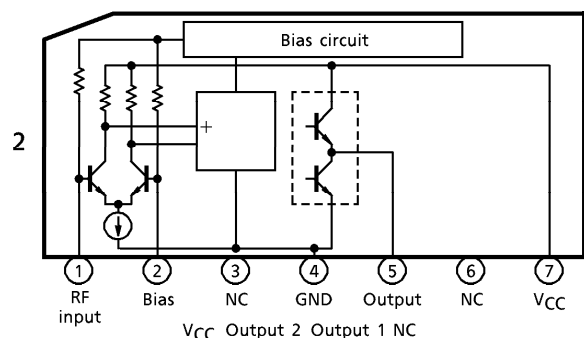 Bias circuit
+
2
1 2 3 4 5 6 7
RF input Bias NC GND Output NC VCC
VCC Output 2 Output 1 NC